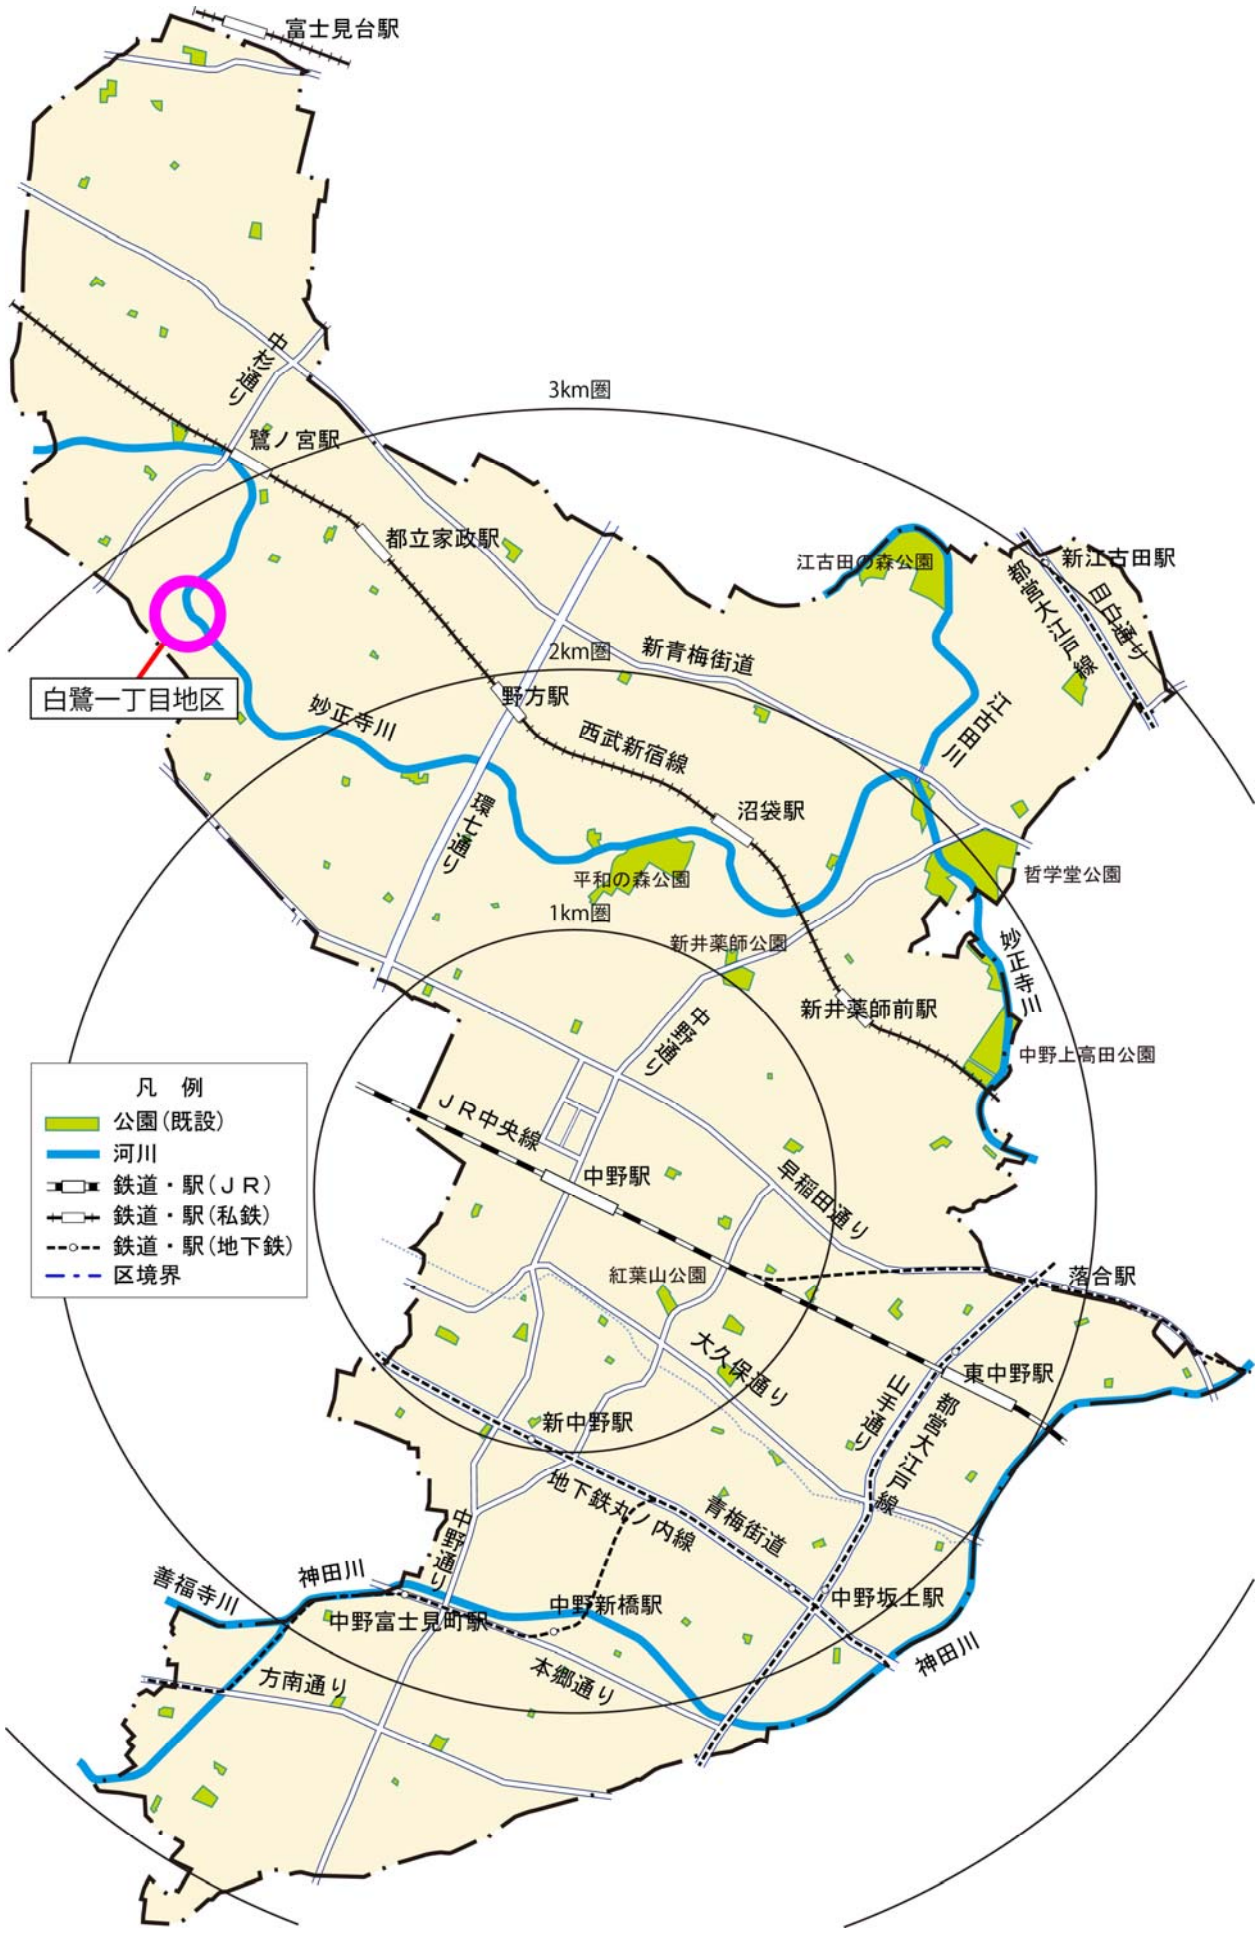 富士見台駅
中杉通り
3km圏
鷺ノ宮駅
都立家政駅
江古田の森公園
新江古田駅
都営大江戸線
目白通り
新青梅街道
2km圏
白鷺一丁目地区
野方駅
妙正寺川
西武新宿線
江古田川
環七通り
沼袋駅
平和の森公園
哲学堂公園
1km圏
新井薬師公園
妙正寺川
新井薬師前駅
中野通り
中野上高田公園
凡 例
公園(既設)
河川
鉄道・駅(JR)
鉄道・駅(私鉄)
鉄道・駅(地下鉄)
区境界
JR中央線
中野駅
早稲田通り
紅葉山公園
落合駅
大久保通り
東中野駅
山手通り
都営大江戸線
新中野駅
地下鉄丸ノ内線
青梅街道
中野通り
善福寺川
神田川
中野富士見町駅
中野新橋駅
中野坂上駅
神田川
方南通り
本郷通り